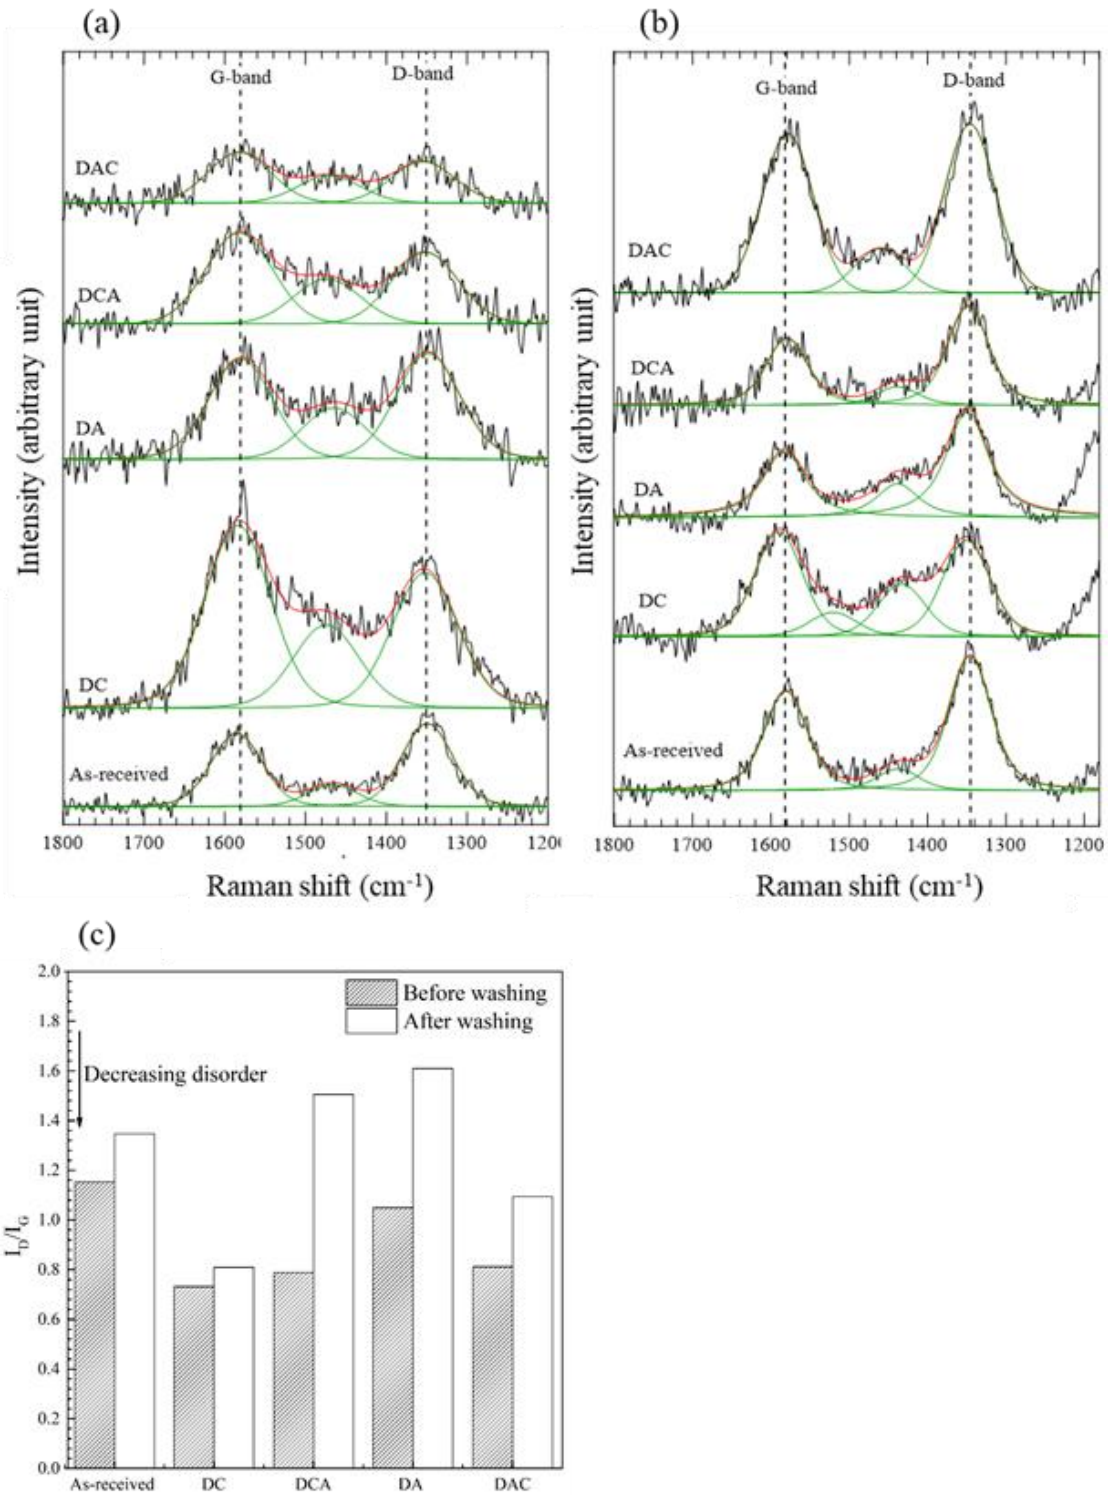 (a)
G-band
D-band
DAC
DCA
DA
DC
As-received
Intensity (arbitrary unit)
1800 1700 1600 1500 1400 1300 120
Raman shift (cm-1)
(b)
G-band
D-band
DAC
DCA
DA
DC
As-received
Intensity (arbitrary unit)
1800 1700 1600 1500 1400 1300 1200
Raman shift (cm-1)
(c)
2.0
1.8
1.6
1.4
1.2
1.0
0.8
0.6
0.4
0.2
0.0
ID/IG
Before washing
After washing
Decreasing disorder
As-received DC DCA DA DAC